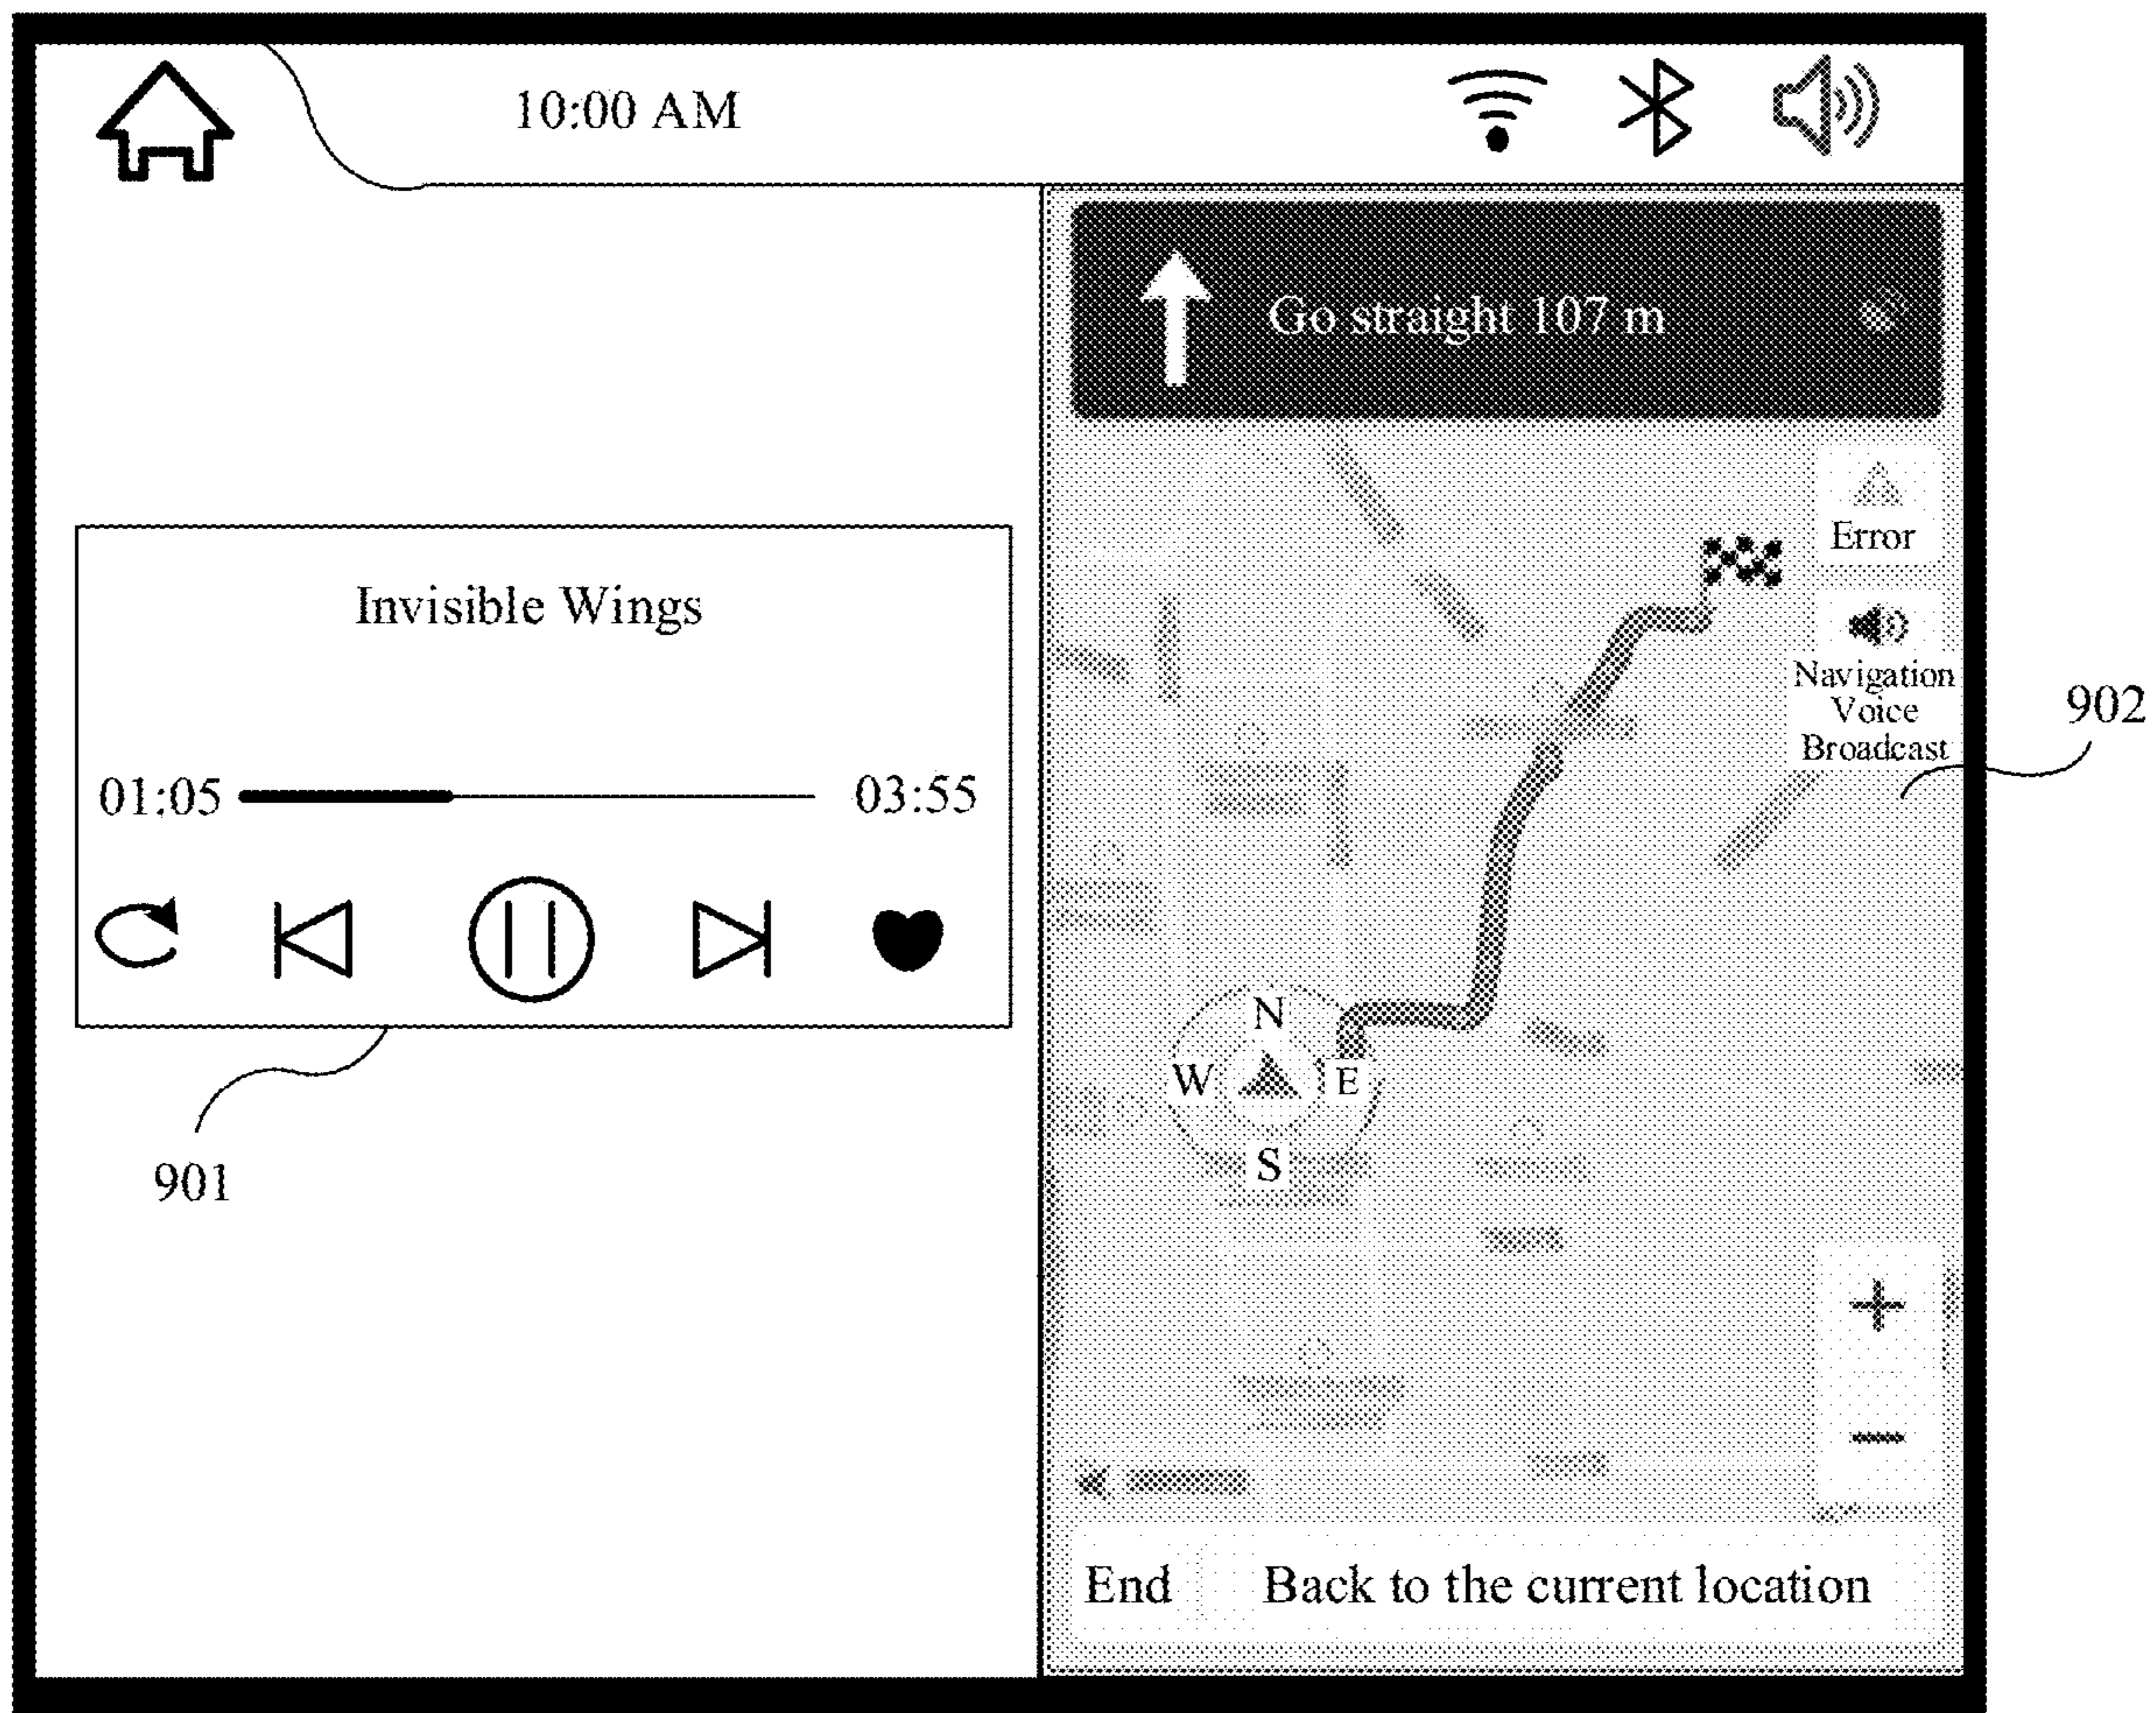 10:00 AM
Invisible Wings
01:05
03:55
901
Go straight 107 m
Error
Navigation
Voice
Broadcast
902
N
W
E
S
+
−
End
Back to the current location